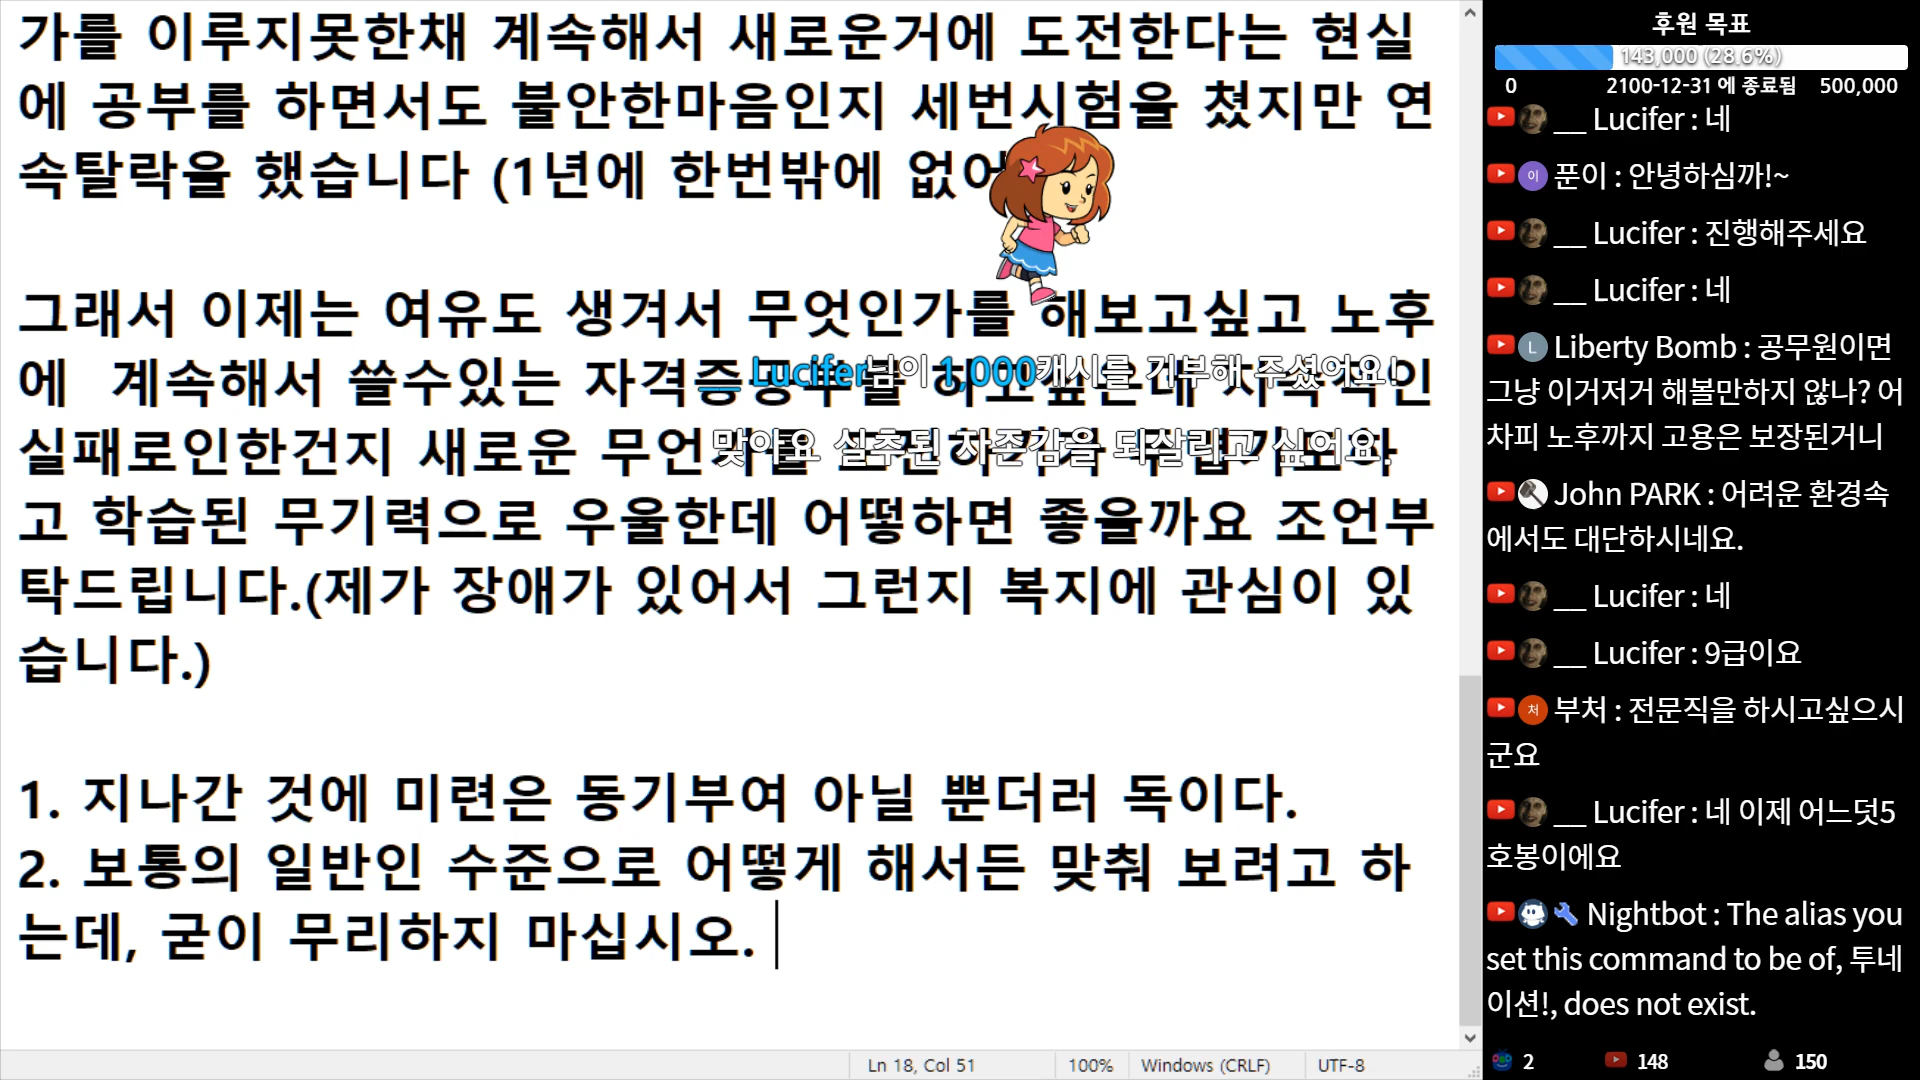 가를 이루지못한채 계속해서 새로운거에 도전한다는 현실
에 공부를 하면서도 불안한마음인지 세번시험을 쳤지만 연
속탈락을 했습니다 (1년에 한번밖에 없어
그래서 이제는 여유도 생겨서 무엇인가를 해보고싶고 노후
에  계속해서 쓸수있는 자격증공부를 하고싶은데 지속적인
__ Lucifer님이 1,000캐시를 기부해 주셨어요!
실패로인한건지 새로운 무언
맞아요 실추된 자존감을 되살리고 싶어요.
고 학습된 무기력으로 우울한데 어떻하면 좋을까요 조언부
탁드립니다.(제가 장애가 있어서 그런지 복지에 관심이 있
습니다.)
1. 지나간 것에 미련은 동기부여 아닐 뿐더러 독이다.
2. 보통의 일반인 수준으로 어떻게 해서든 맞춰 보려고 하
는데, 굳이 무리하지 마십시오.
Ln 18, Col 51
100%
Windows (CRLF)
UTF-8
후원 목표
143,000 (28.6%)
0
2100-12-31 에 종료됨
500,000
__ Lucifer : 네
이 푼이 : 안녕하심까!~
__ Lucifer : 진행해주세요
__ Lucifer : 네
L Liberty Bomb : 공무원이면
그냥 이거저거 해볼만하지 않나? 어
차피 노후까지 고용은 보장된거니
John PARK : 어려운 환경속
에서도 대단하시네요.
__ Lucifer : 네
__ Lucifer : 9급이요
처 부처 : 전문직을 하시고싶으시
군요
__ Lucifer : 네 이제 어느덧5
호봉이에요
Nightbot : The alias you
set this command to be of, 투네
이션!, does not exist.
2
148
150